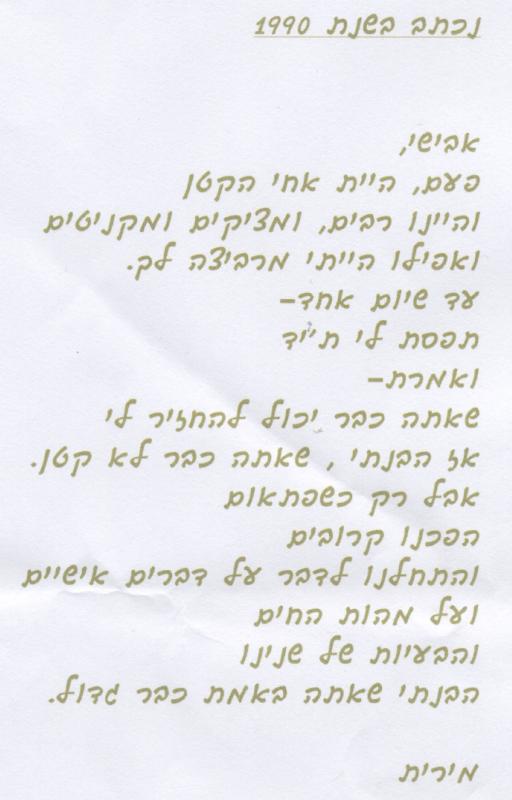 נכתב בשנת 1990
אבישי,
פעם, היית אחי הקטן
והיינו רבים, ומציקים ומקניטים
ואפילו הייתי מרביצה לך.
עד שיום אחד-
תפסת לי ת'יד
ואמרת-
שאתה כבר יכול להחזיר לי
אז הבנתי , שאתה כבר לא קטן.
אבל רק כשפתאום
הפכנו קרובים
והתחלנו לדבר על דברים אישיים
ועל מהות החים
והבעיות של שנינו
הבנתי שאתה באמת כבר גדול.
מירית